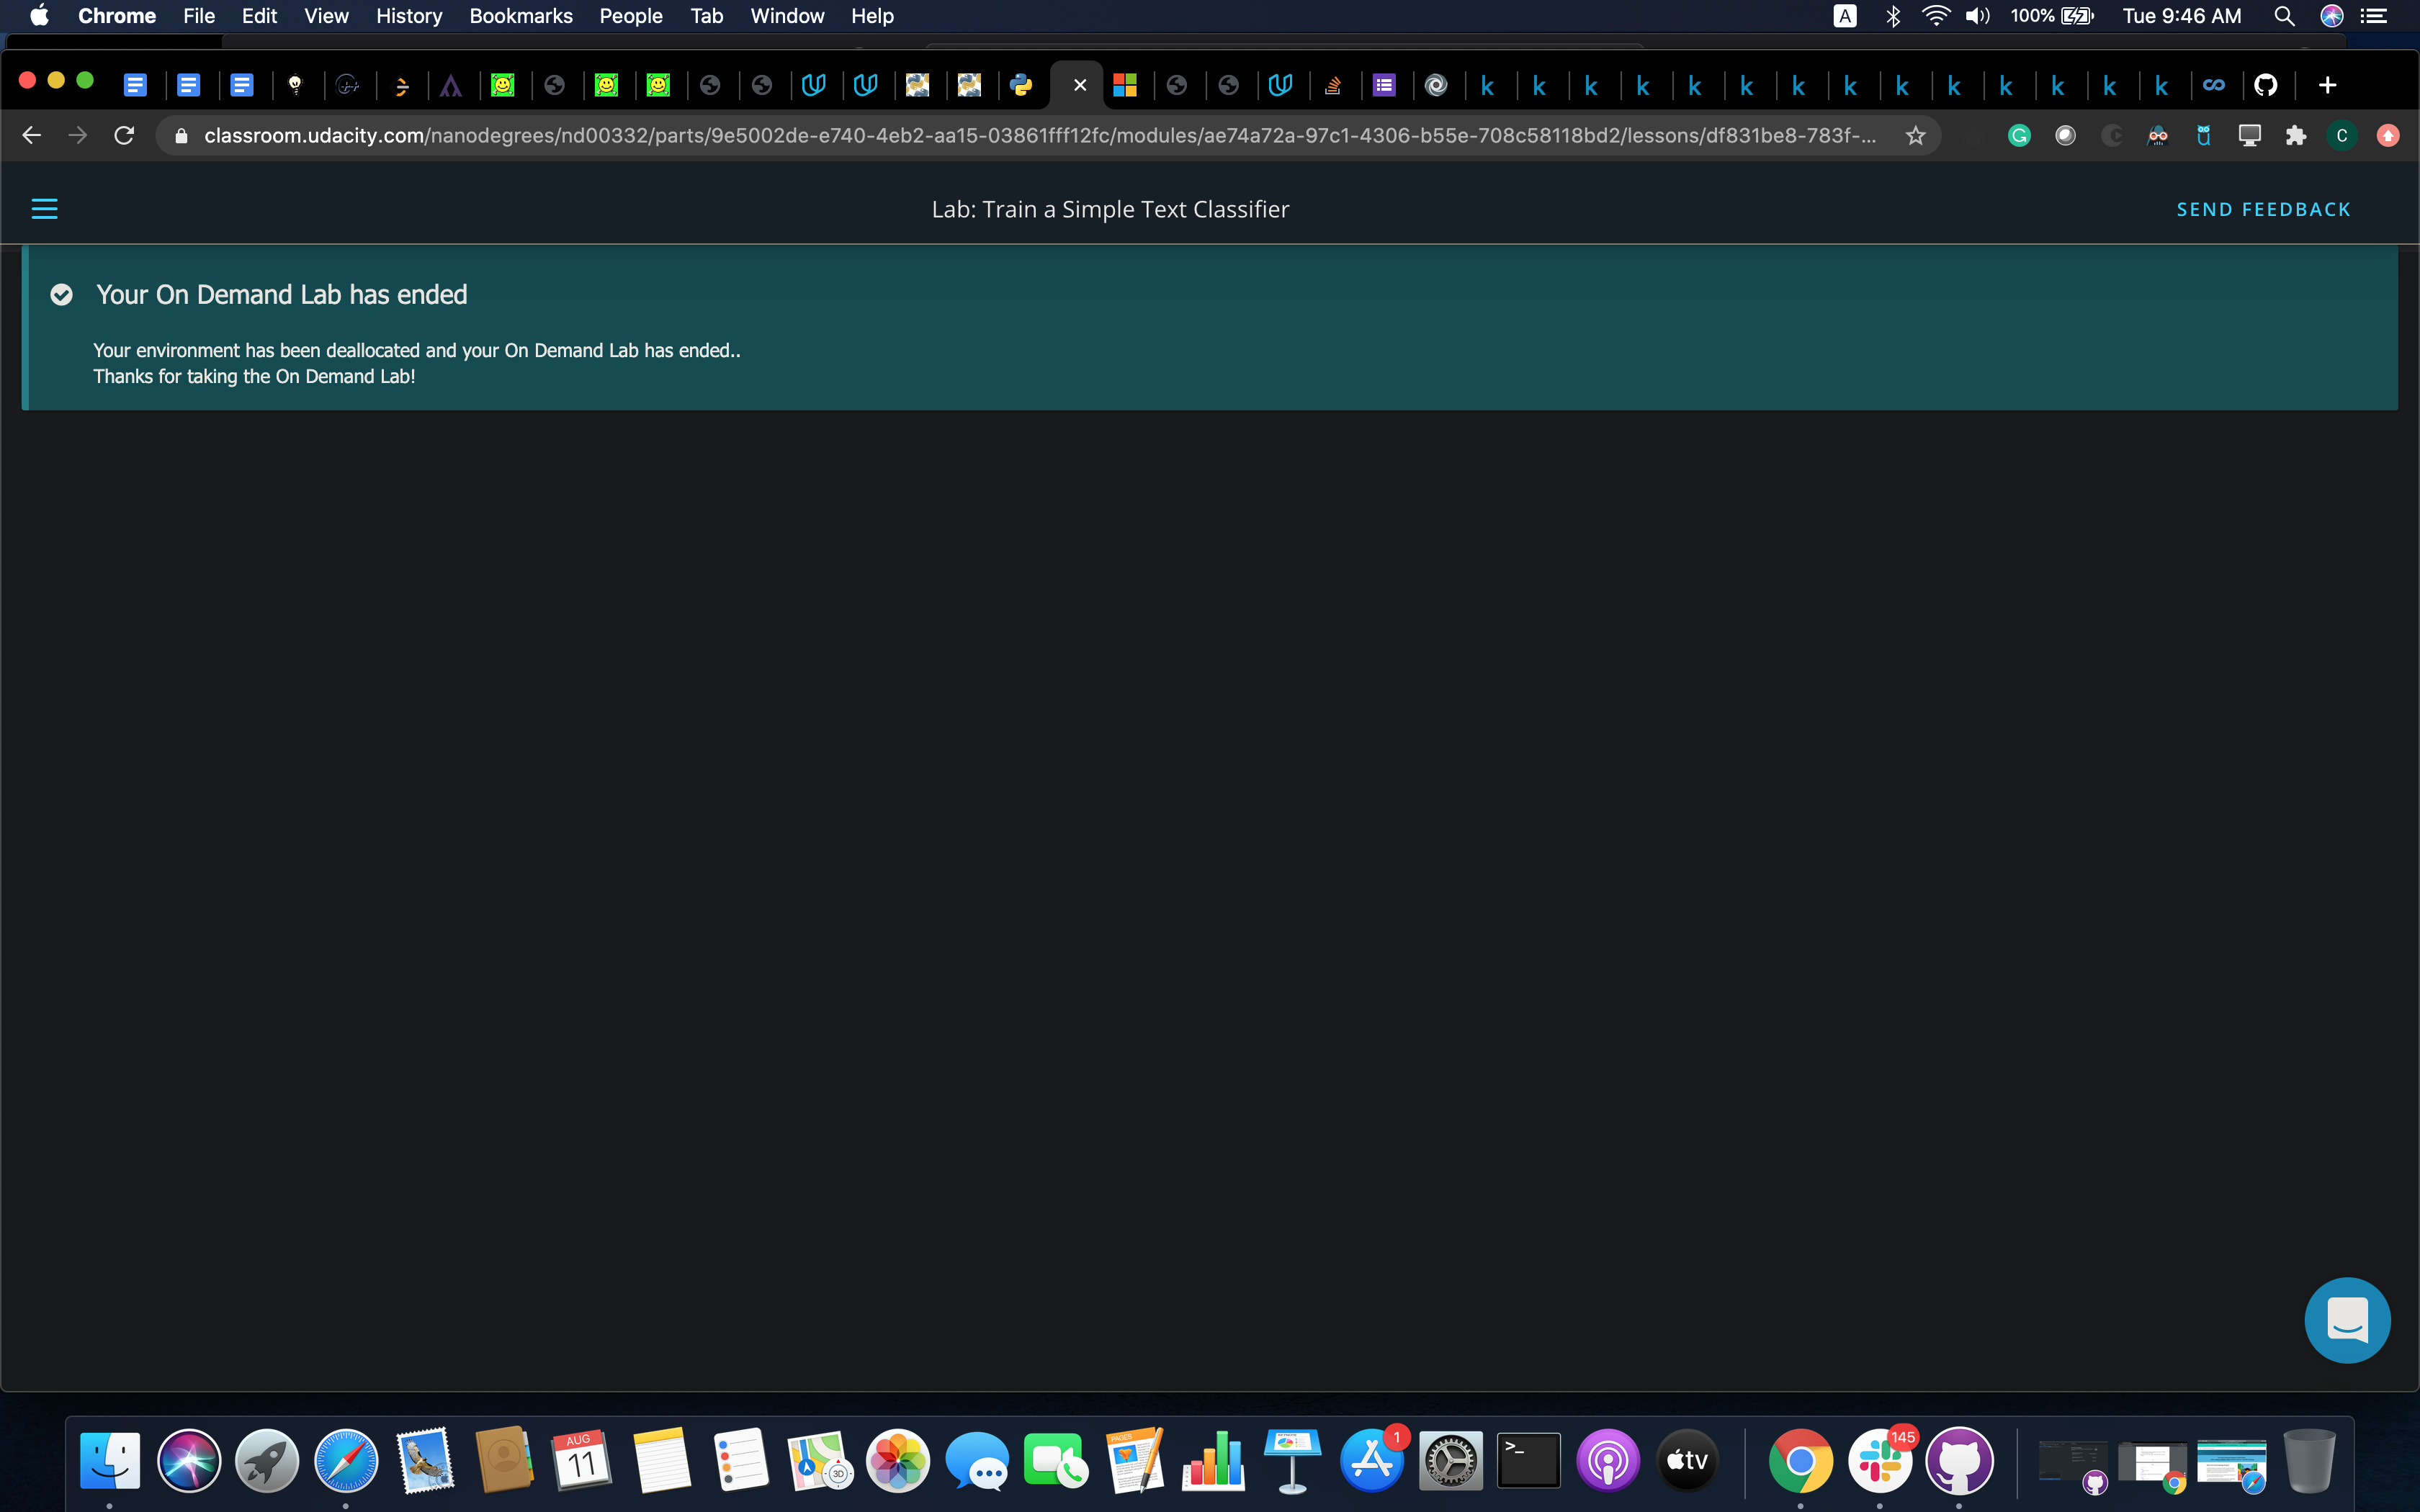 Chrome File Edit View History Bookmarks People Tab Window Help A 100% Tue 9:46 AM
classroom.udacity.com/nanodegrees/nd00332/parts/9e5002de-e740-4eb2-aa15-03861fff12fc/modules/ae74a72a-97c1-4306-b55e-708c58118bd2/lessons/df831be8-783f-... C
Lab: Train a Simple Text Classifier SEND FEEDBACK
Your On Demand Lab has ended
Your environment has been deallocated and your On Demand Lab has ended..
Thanks for taking the On Demand Lab!
AUG
11
3D
PAGES
1
>_
tv
145